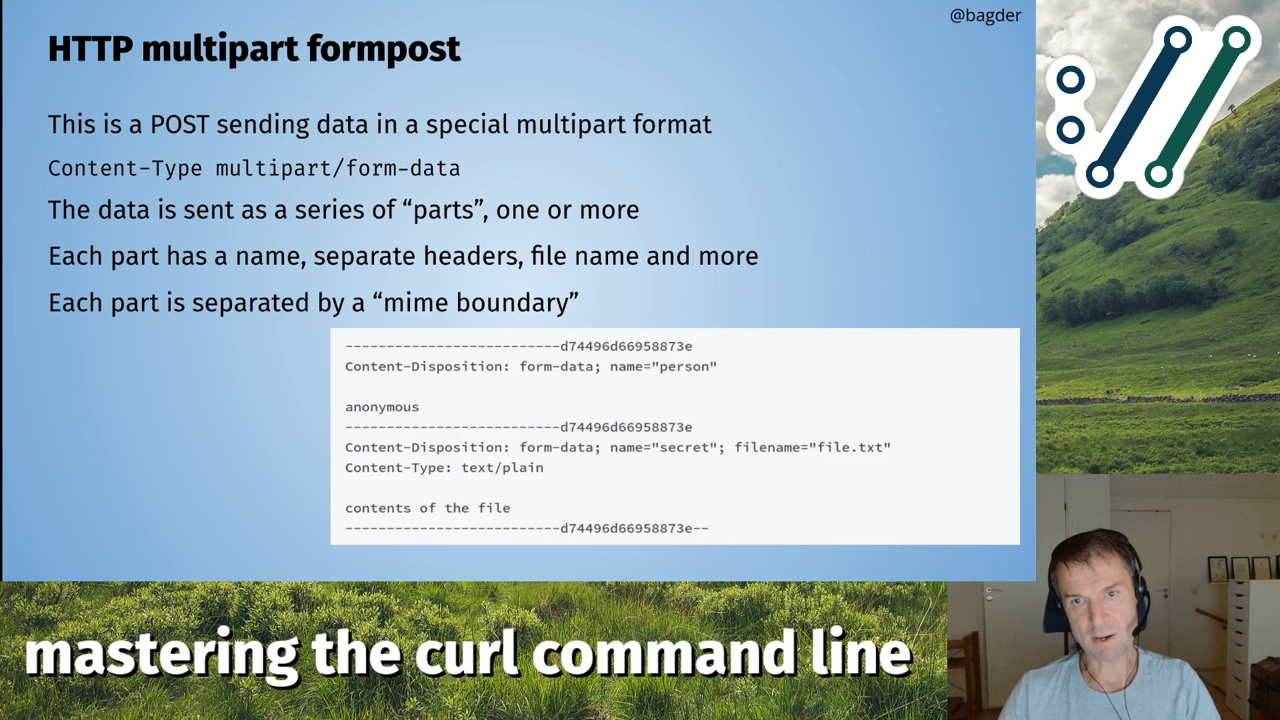 @bagder
HTTP multipart formpost
This is a POST sending data in a special multipart format
Content-Type multipart/form-data
The data is sent as a series of “parts”, one or more
Each part has a name, separate headers, file name and more
Each part is separated by a “mime boundary”
--------------------------d74496d66958873e
Content-Disposition: form-data; name="person"
anonymous
--------------------------d74496d66958873e
Content-Disposition: form-data; name="secret"; filename="file.txt"
Content-Type: text/plain
contents of the file
--------------------------d74496d66958873e--
mastering the curl command line